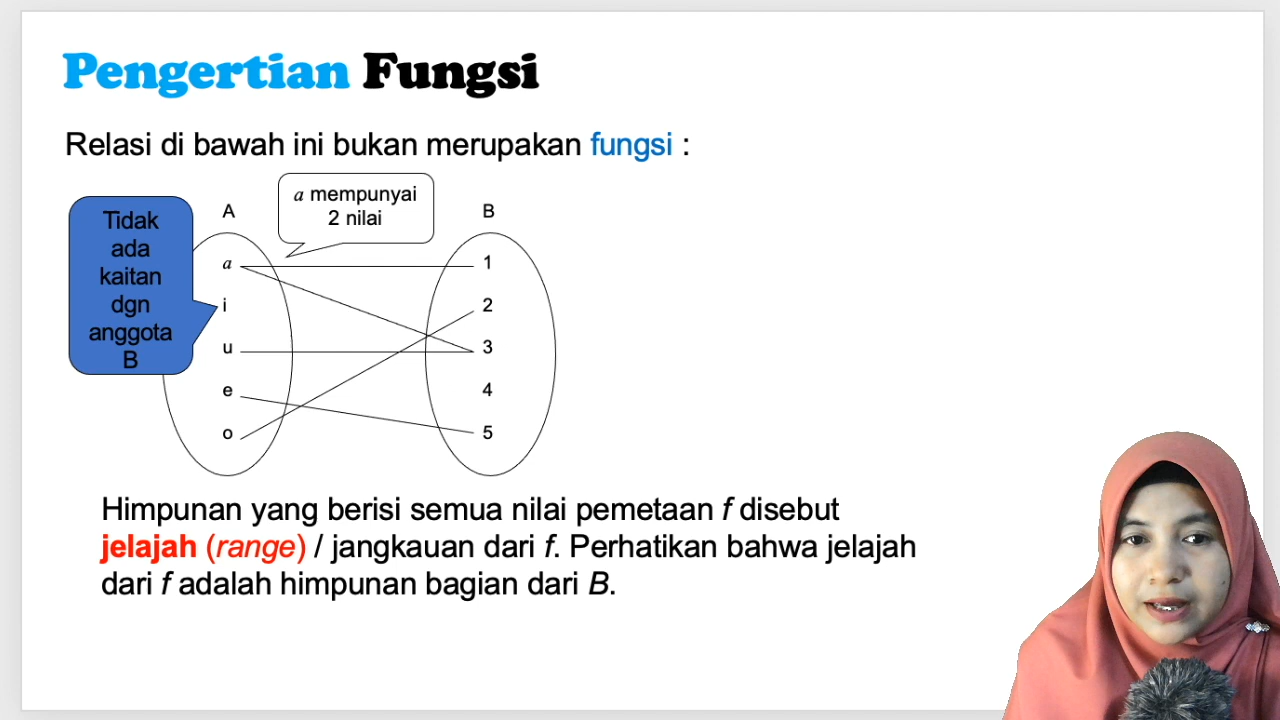 Pengertian Fungsi
Relasi di bawah ini bukan merupakan fungsi :
a mempunyai
2 nilai
Tidak
ada
kaitan
dgn
anggota
B
A
B
a
1
i
2
u
3
e
4
o
5
Himpunan yang berisi semua nilai pemetaan f disebut
jelajah (range) / jangkauan dari f. Perhatikan bahwa jelajah
dari f adalah himpunan bagian dari B.